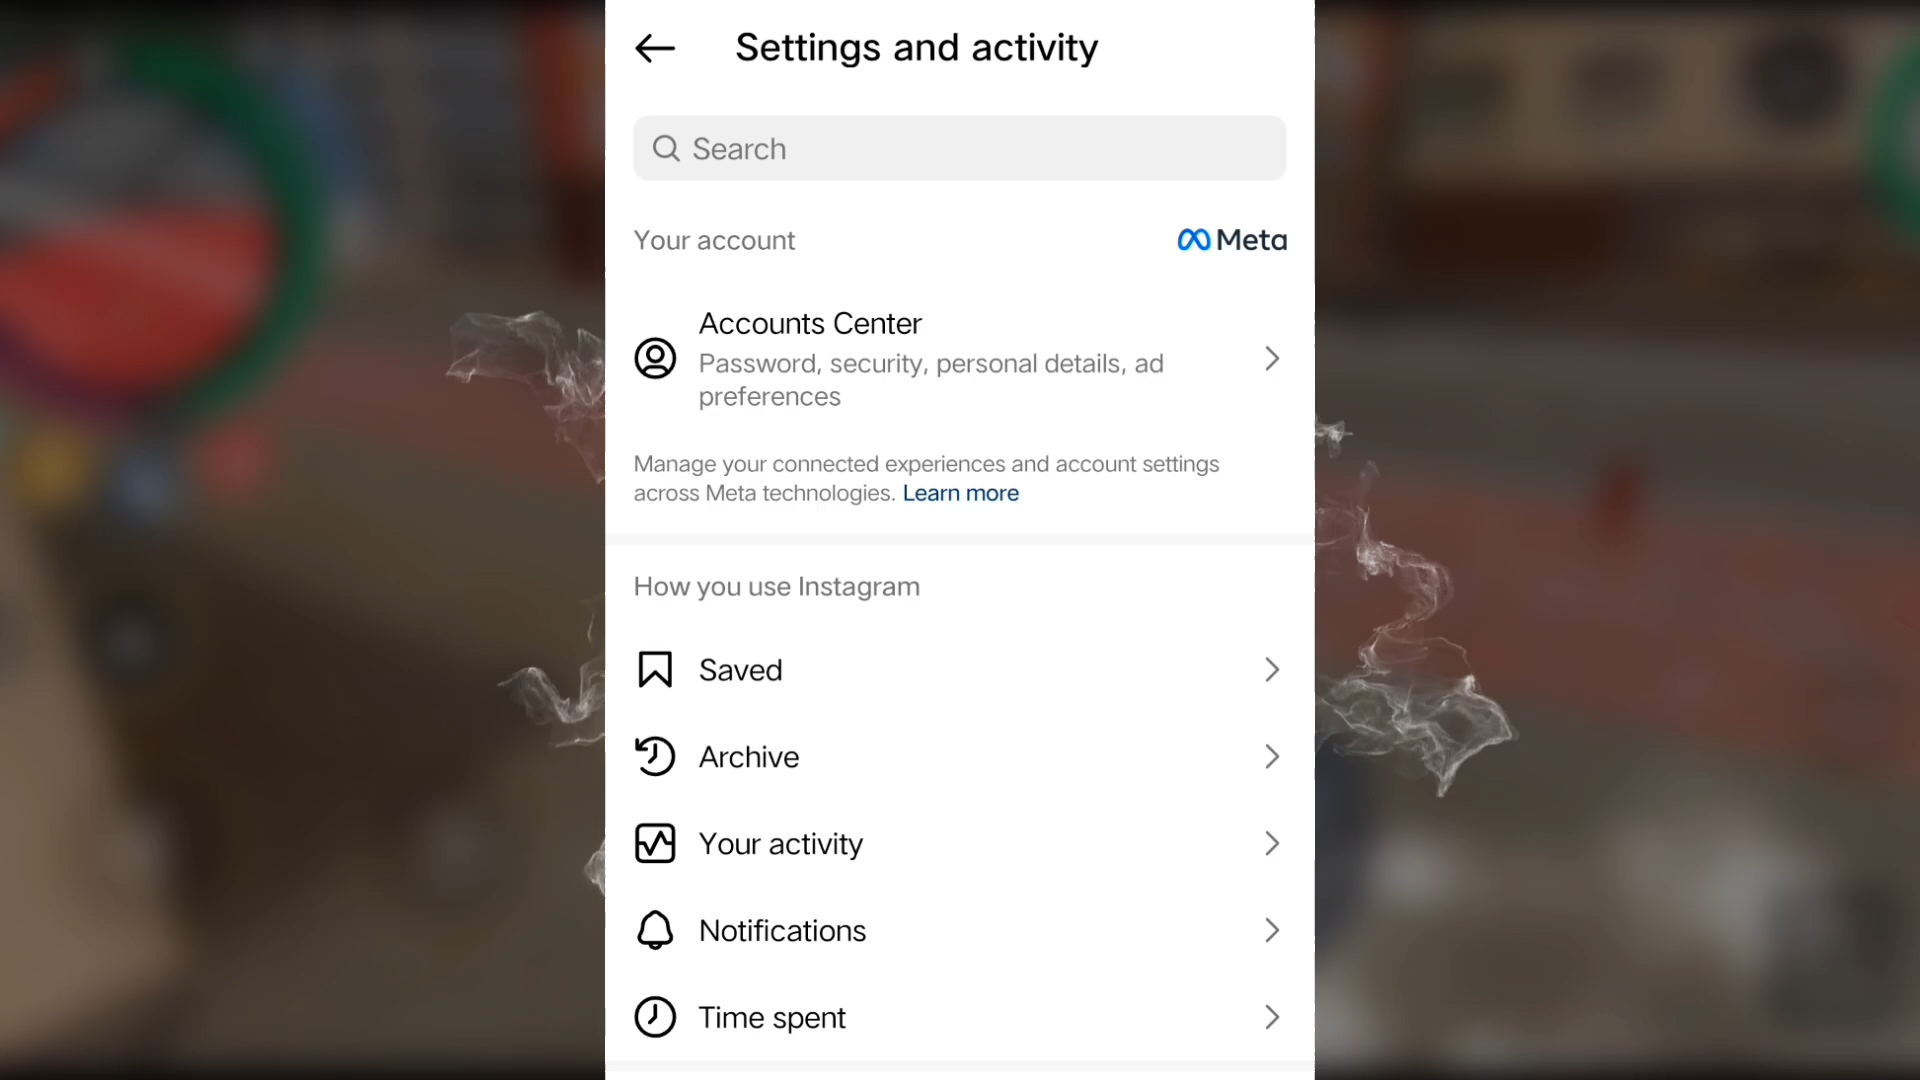 Settings and activity
Search
Your account
Meta
Accounts Center
Password, security, personal details, ad
preferences
Manage your connected experiences and account settings
across Meta technologies. Learn more
How you use Instagram
Saved
Archive
Your activity
Notifications
Time spent